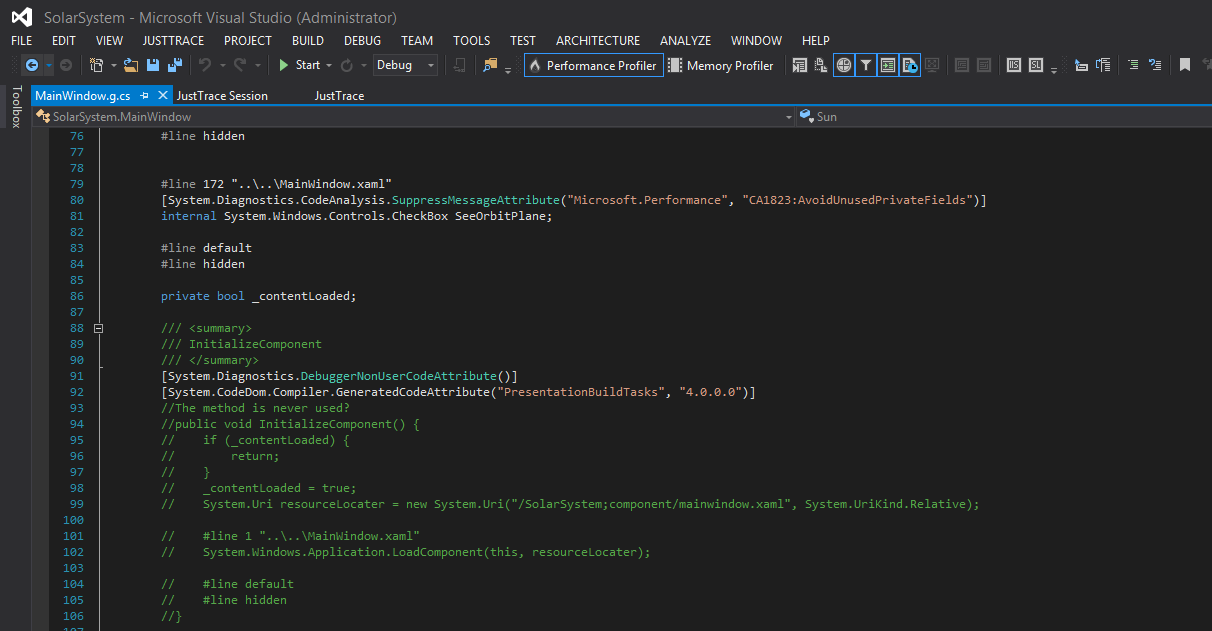 SolarSystem - Microsoft Visual Studio (Administrator)
FILE EDIT VIEW JUSTTRACE PROJECT BUILD DEBUG TEAM TOOLS TEST ARCHITECTURE ANALYZE WINDOW HELP
Start Debug Performance Profiler Memory Profiler
Toolbox
MainWindow.g.cs JustTrace Session JustTrace
SolarSystem.MainWindow Sun
76 #line hidden
77
78
79 #line 172 "..\..\MainWindow.xaml"
80 [System.Diagnostics.CodeAnalysis.SuppressMessageAttribute("Microsoft.Performance", "CA1823:AvoidUnusedPrivateFields")]
81 internal System.Windows.Controls.CheckBox SeeOrbitPlane;
82
83 #line default
84 #line hidden
85
86 private bool _contentLoaded;
87
88 /// <summary>
89 /// InitializeComponent
90 /// </summary>
91 [System.Diagnostics.DebuggerNonUserCodeAttribute()]
92 [System.CodeDom.Compiler.GeneratedCodeAttribute("PresentationBuildTasks", "4.0.0.0")]
93 //The method is never used?
94 //public void InitializeComponent() {
95 //    if (_contentLoaded) {
96 //        return;
97 //    }
98 //    _contentLoaded = true;
99 //    System.Uri resourceLocater = new System.Uri("/SolarSystem;component/mainwindow.xaml", System.UriKind.Relative);
100
101 //    #line 1 "..\..\MainWindow.xaml"
102 //    System.Windows.Application.LoadComponent(this, resourceLocater);
103
104 //    #line default
105 //    #line hidden
106 //}